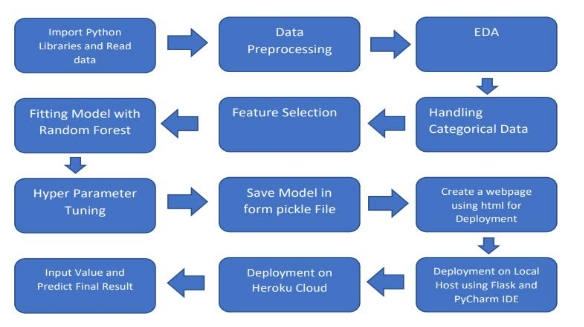 Import Python
Libraries and Read
data
Data
Preprocessing
EDA
Handling
Categorical Data
Feature Selection
Fitting Model with
Random Forest
Hyper Parameter
Tuning
Save Model in
form pickle File
Create a webpage
using html for
Deployment
Deployment on Local
Host using Flask and
PyCharm IDE
Deployment on
Heroku Cloud
Input Value and
Predict Final Result